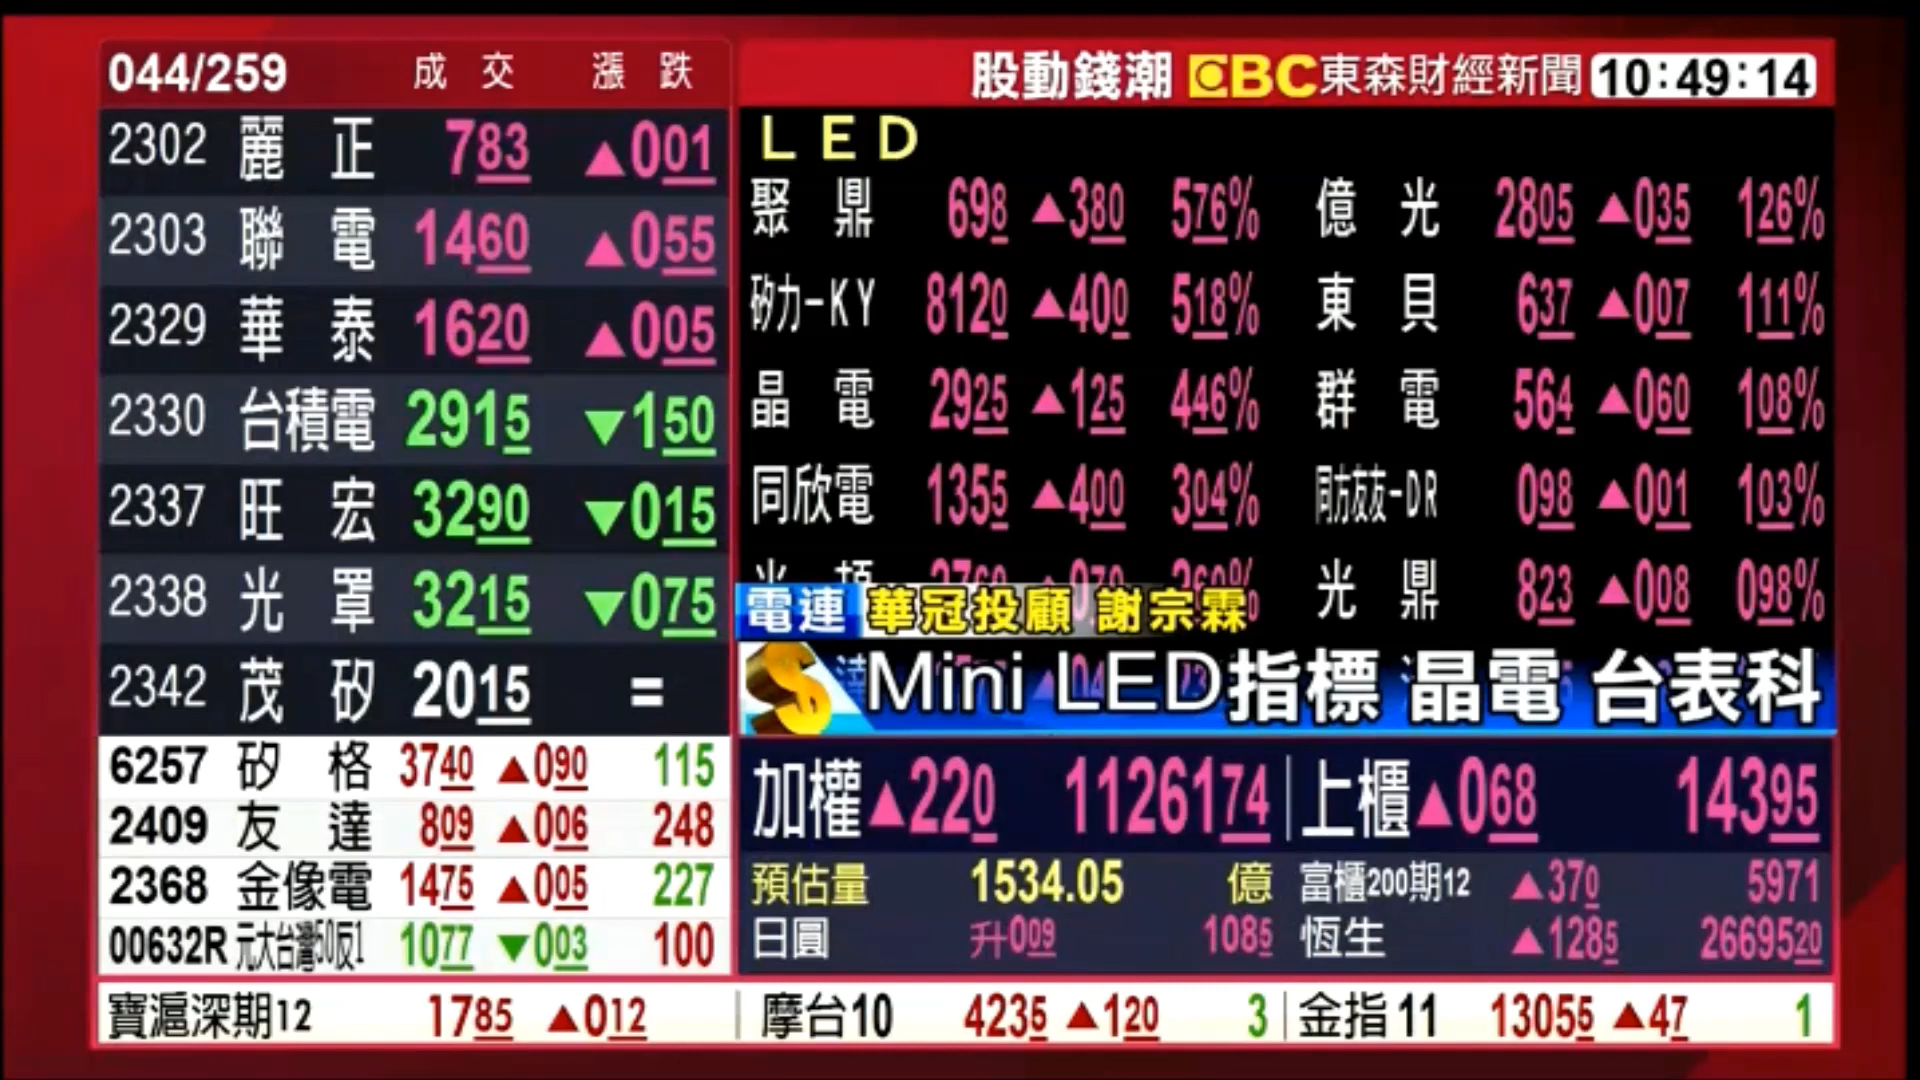 044/259 成交 漲跌
2302 麗正 783 ▲001
2303 聯電 1460 ▲055
2329 華泰 1620 ▲005
2330 台積電 2915 ▼150
2337 旺宏 3290 ▼015
2338 光罩 3215 ▼075
2342 茂矽 2015 =
6257 矽格 3740 ▲090 115
2409 友達 809 ▲006 248
2368 金像電 1475 ▲005 227
00632R 元大台灣50反1 1077 ▼003 100
股動錢潮 EBC 東森財經新聞 10:49:14
LED
聚鼎 698 ▲380 576% 億光 2805 ▲035 126%
矽力-KY 8120 ▲400 518% 東貝 637 ▲007 111%
晶電 2925 ▲125 446% 群電 564 ▲060 108%
同欣電 1355 ▲400 304% 同方友友-DR 098 ▲001 103%
光鼎 823 ▲008 098%
電連 華冠投顧 謝宗霖
Mini LED指標 晶電 台表科
加權▲220 1126174 上櫃▲068 14395
預估量 1534.05 億 富櫃200期12 ▲370 5971
日圓 升009 1085 恆生 ▲1285 2669520
寶滬深期12 1785 ▲012 摩台10 4235 ▲120 3 金指11 13055 ▲47 1